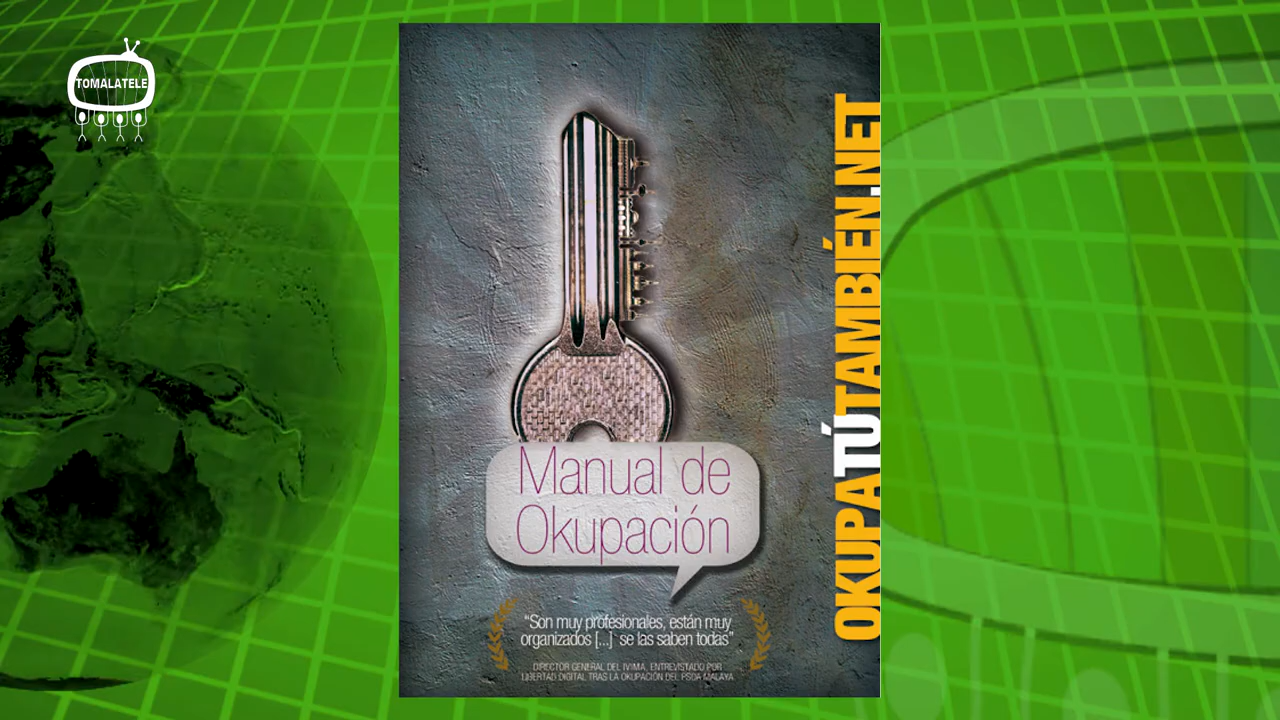 TOMALATELE
OKUPATÚTAMBIÉN.NET
Manual de
Okupación
“Son muy profesionales, están muy
organizados [...] se las saben todas”
DIRECTOR GENERAL DEL IVIMA, ENTREVISTADO POR
LIBERTAD DIGITAL TRAS LA OKUPACIÓN DEL PSOA MALAYA